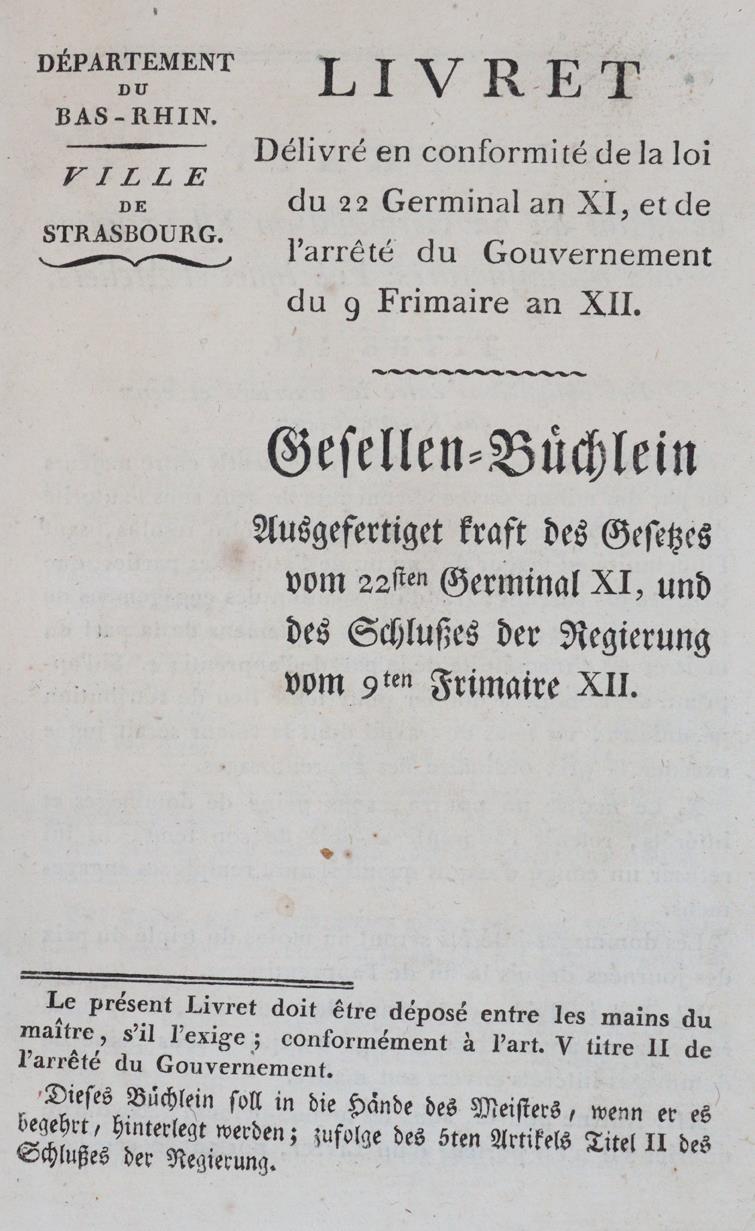 DÉPARTEMENT
DU
BAS-RHIN.
VILLE
DE
STRASBOURG.
LIVRET
Délivré en conformité de la loi
du 22 Germinal an XI, et de
l'arrêté du Gouvernement
du 9 Frimaire an XII.
Gesellen-Büchlein
Ausgefertiget kraft des Gesetzes
vom 22sten Germinal XI, und
des Schlußes der Regierung
vom 9ten Frimaire XII.
Le présent Livret doit être déposé entre les mains du
maître, s'il l'exige; conformément à l'art. V titre II de
l'arrêté du Gouvernement.
Dieses Büchlein soll in die Hände des Meisters, wenn er es
begehrt, hinterlegt werden; zufolge des 5ten Artikels Titel II des
Schlußes der Regierung.